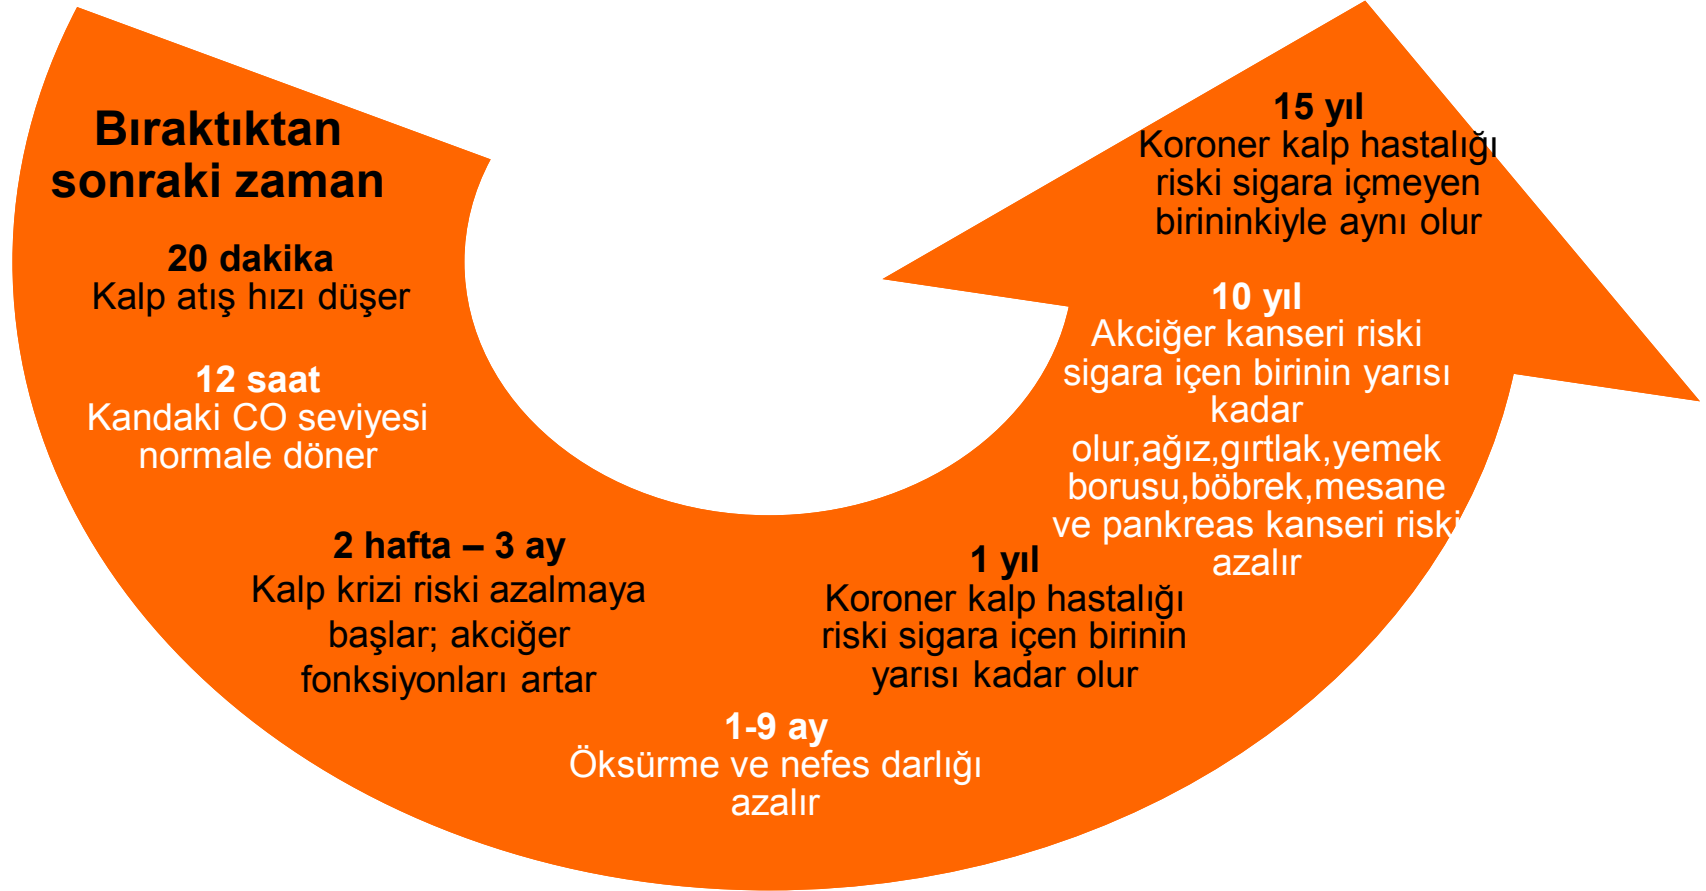 Bıraktıktan
sonraki zaman
20 dakika
Kalp atış hızı düşer
12 saat
Kandaki CO seviyesi
normale döner
2 hafta – 3 ay
Kalp krizi riski azalmaya
başlar; akciğer
fonksiyonları artar
1-9 ay
Öksürme ve nefes darlığı
azalır
1 yıl
Koroner kalp hastalığı
riski sigara içen birinin
yarısı kadar olur
10 yıl
Akciğer kanseri riski
sigara içen birinin yarısı
kadar
olur,ağız,gırtlak,yemek
borusu,böbrek,mesane
ve pankreas kanseri riski
azalır
15 yıl
Koroner kalp hastalığı
riski sigara içmeyen
birininkiyle aynı olur